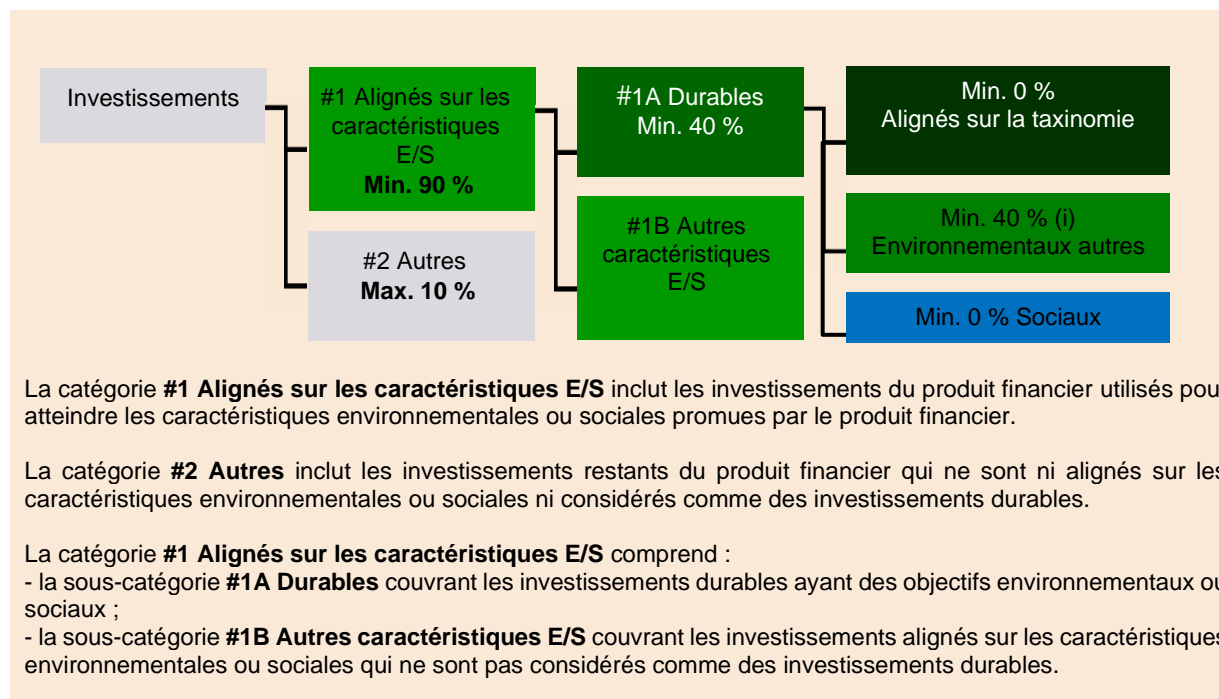 Investissements
#1 Alignés sur les
caractéristiques
E/S
Min. 90 %
#2 Autres
Max. 10 %
#1A Durables
Min. 40 %
#1B Autres
caractéristiques
E/S
Min. 0 %
Alignés sur la taxinomie
Min. 40 % (i)
Environnementaux autres
Min. 0 % Sociaux
La catégorie #1 Alignés sur les caractéristiques E/S inclut les investissements du produit financier utilisés pou
atteindre les caractéristiques environnementales ou sociales promues par le produit financier.
La catégorie #2 Autres inclut les investissements restants du produit financier qui ne sont ni alignés sur les
caractéristiques environnementales ou sociales ni considérés comme des investissements durables.
La catégorie #1 Alignés sur les caractéristiques E/S comprend :
- la sous-catégorie #1A Durables couvrant les investissements durables ayant des objectifs environnementaux ou
sociaux ;
- la sous-catégorie #1B Autres caractéristiques E/S couvrant les investissements alignés sur les caractéristiques
environnementales ou sociales qui ne sont pas considérés comme des investissements durables.